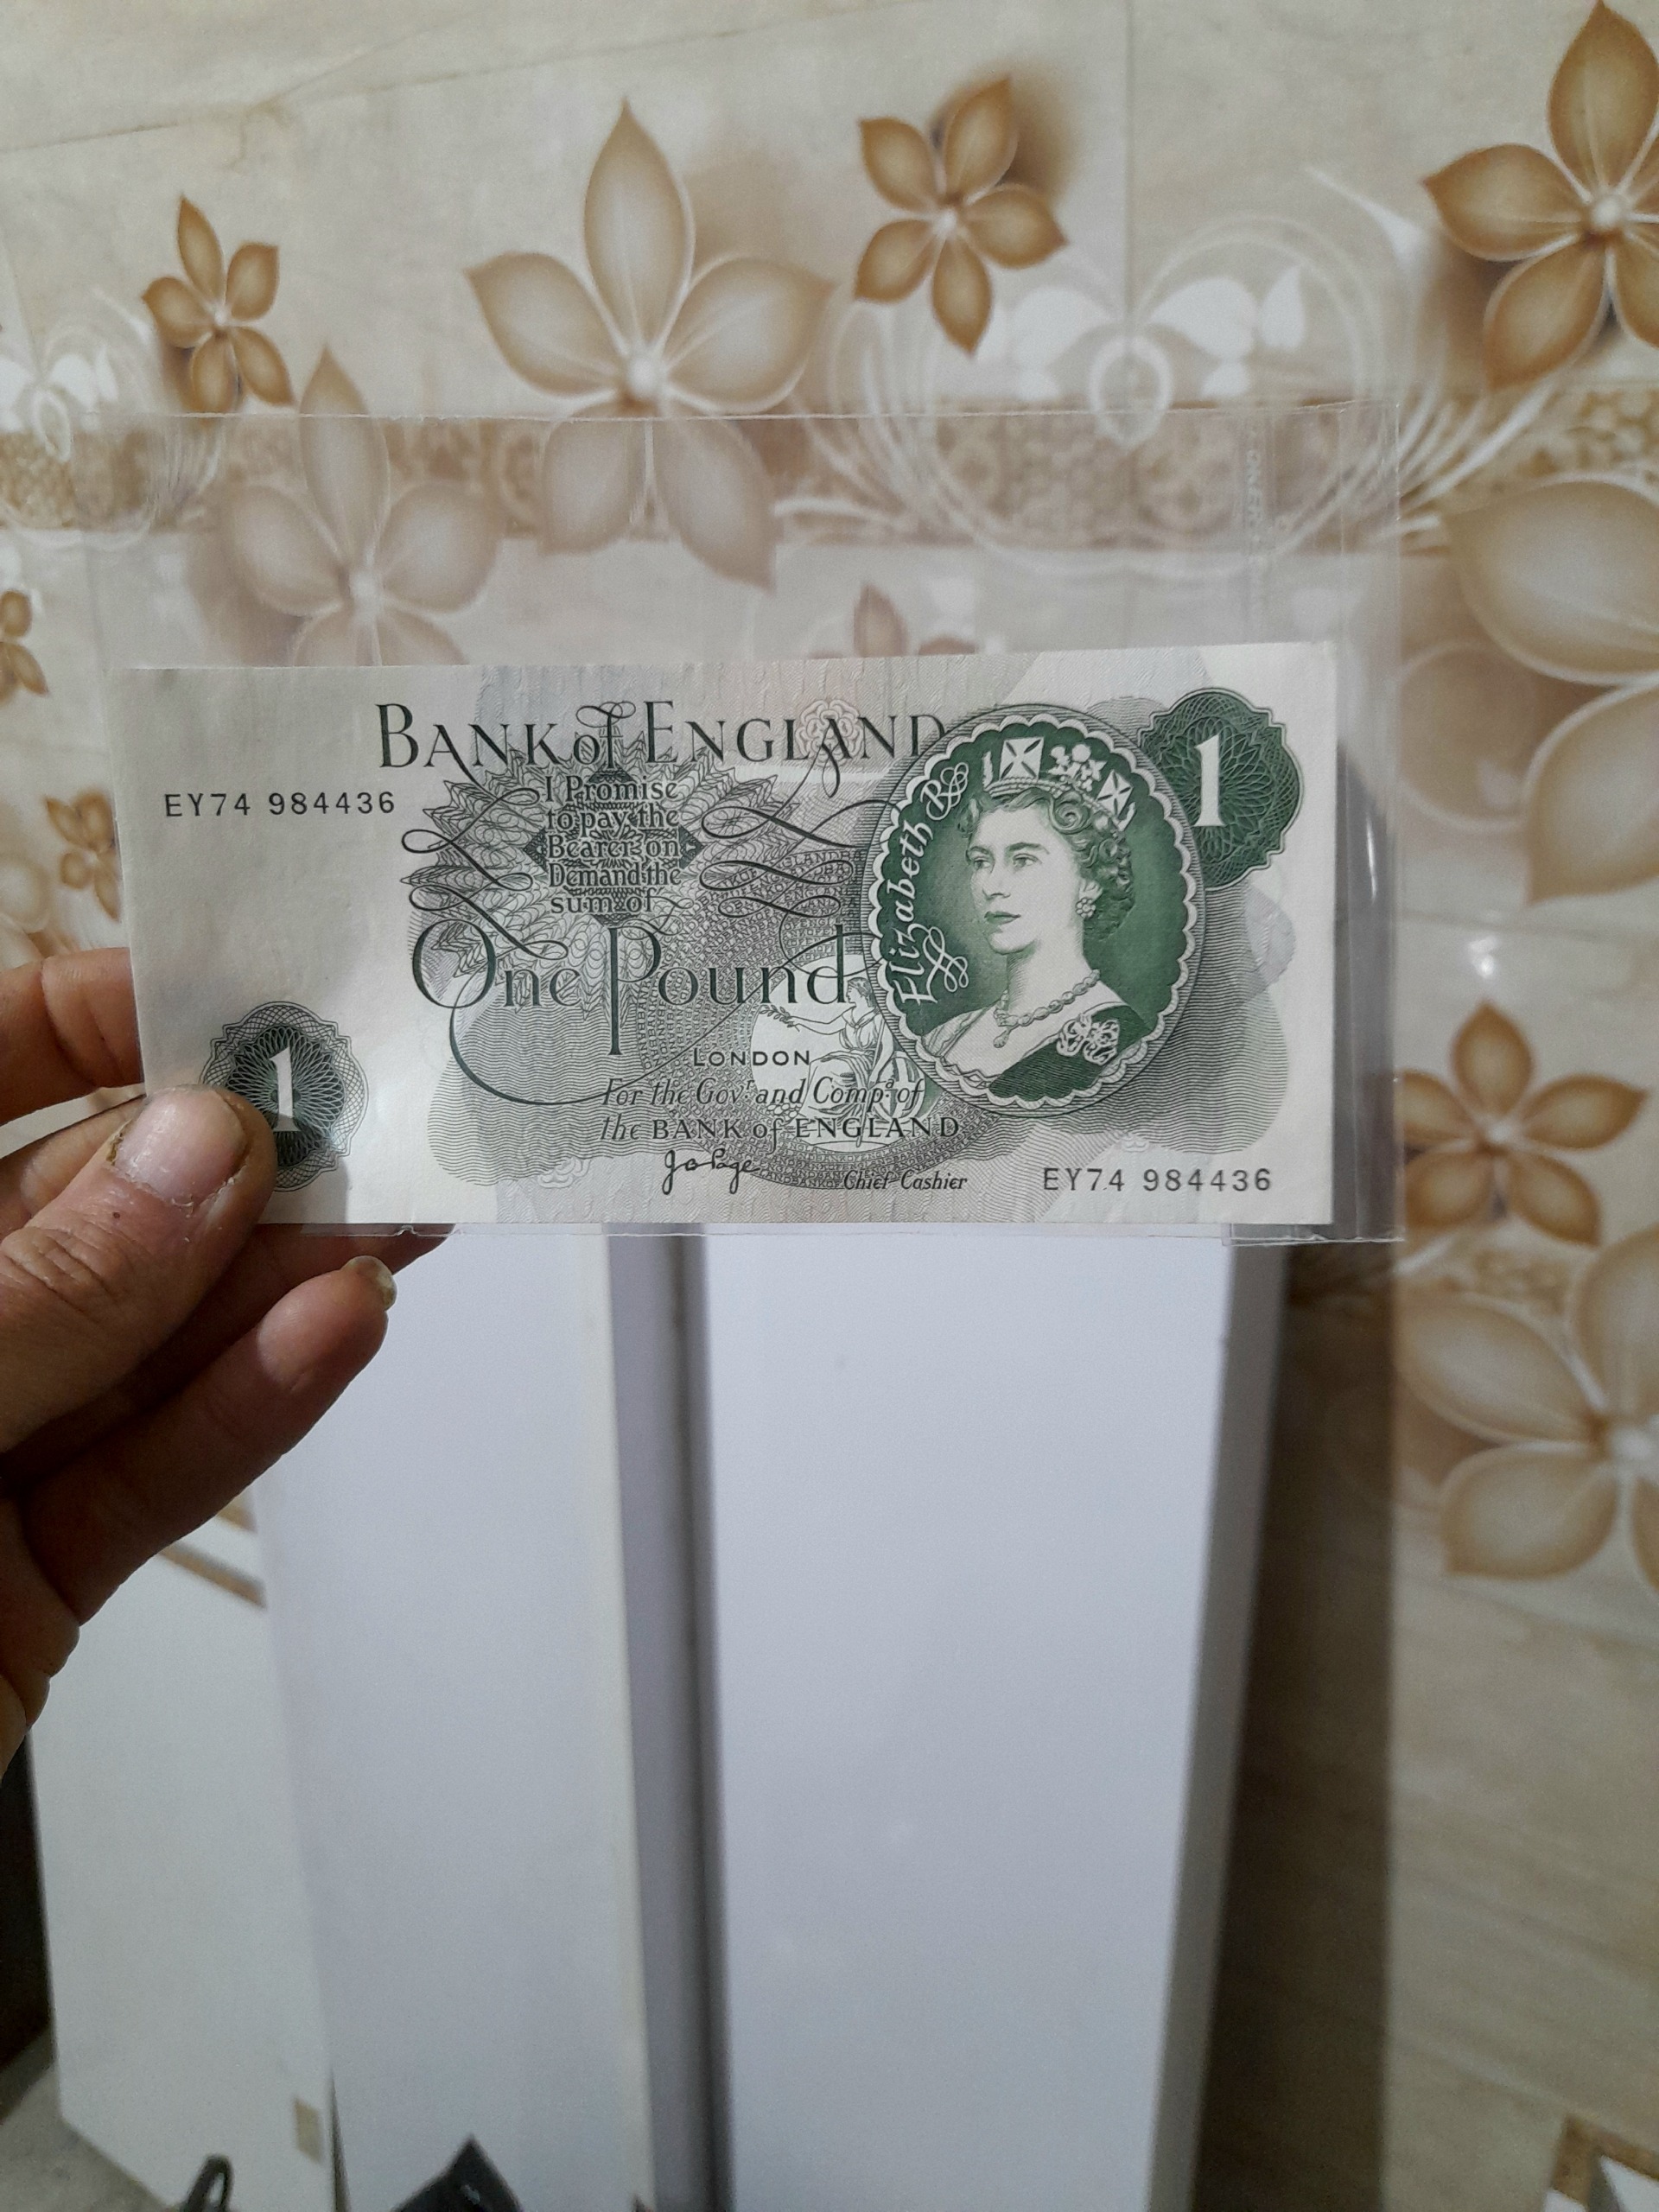 BANK of ENGLAND
1
EY74 984436
I Promise
to pay the
Bearer on
Demand the
sum of
One Pound
Elizabeth R
LONDON
For the Govr. and Compa. of
the BANK of ENGLAND
1
Chief Cashier
EY74 984436